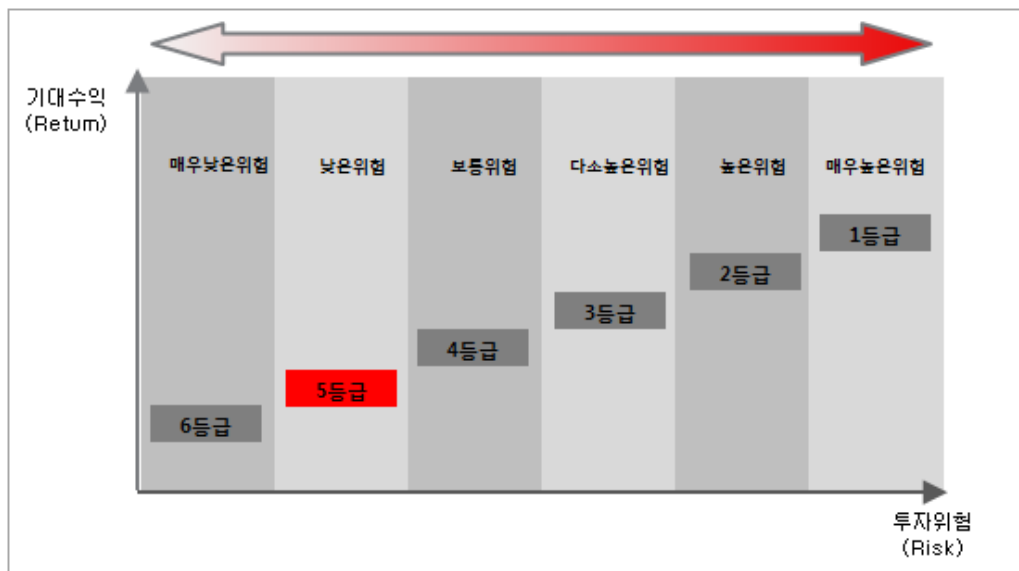 기대수익
(Return)
매우낮은위험
낮은위험
보통위험
다소높은위험
높은위험
매우높은위험
1등급
2등급
3등급
4등급
5등급
6등급
투자위험
(Risk)